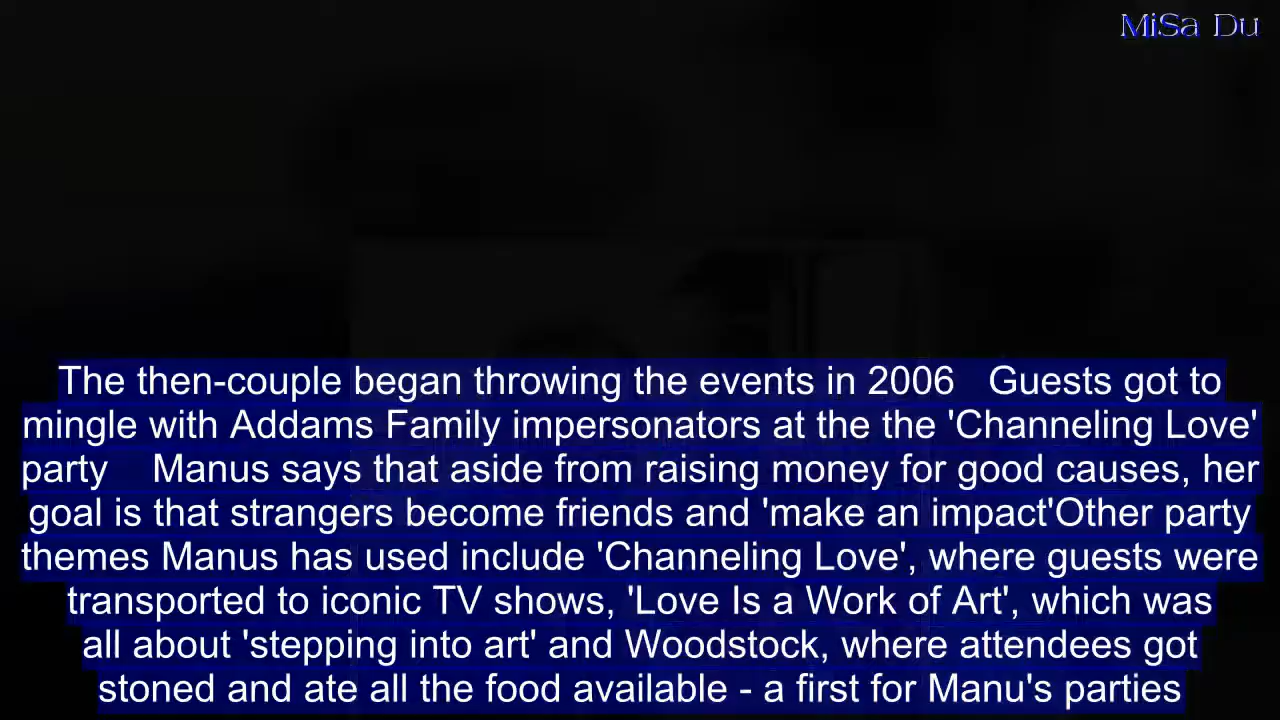 MiSa Du
The then-couple began throwing the events in 2006   Guests got to
mingle with Addams Family impersonators at the the 'Channeling Love'
party    Manus says that aside from raising money for good causes, her
goal is that strangers become friends and 'make an impact'Other party
themes Manus has used include 'Channeling Love', where guests were
transported to iconic TV shows, 'Love Is a Work of Art', which was
all about 'stepping into art' and Woodstock, where attendees got
stoned and ate all the food available - a first for Manu's parties